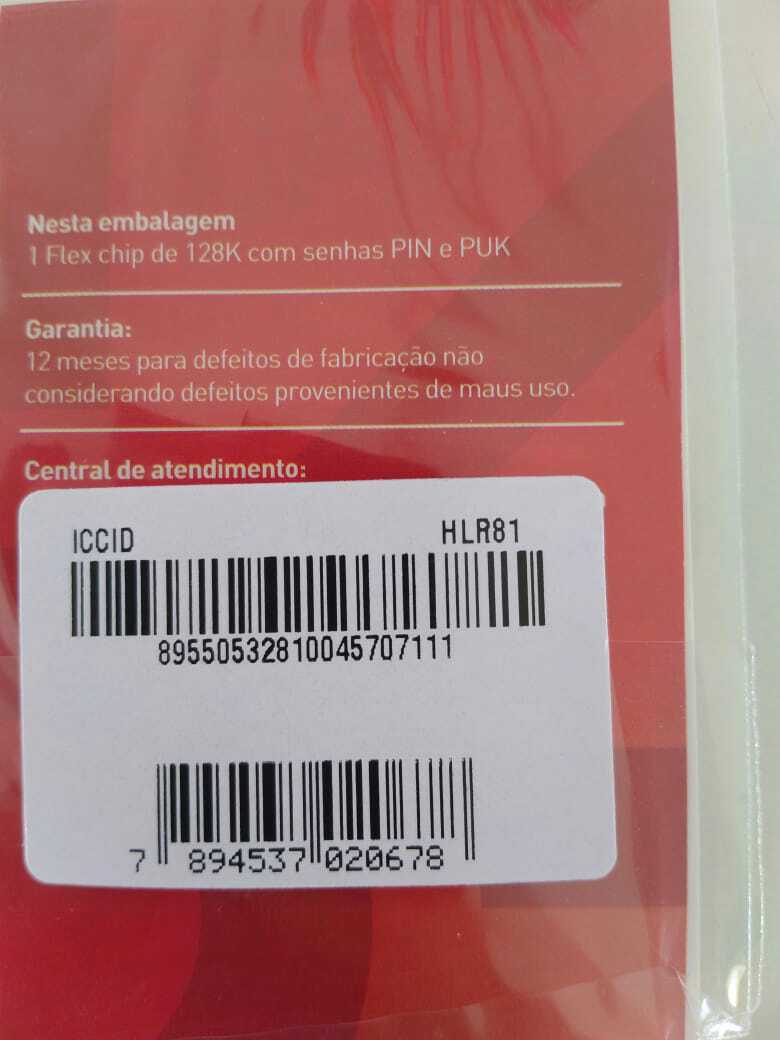 Nesta embalagem
1 Flex chip de 128K com senhas PIN e PUK
Garantia:
12 meses para defeitos de fabricação não
considerando defeitos provenientes de maus uso.
Central de atendimento:
ICCID HLR81
89550532810045707111
7 894537 020678